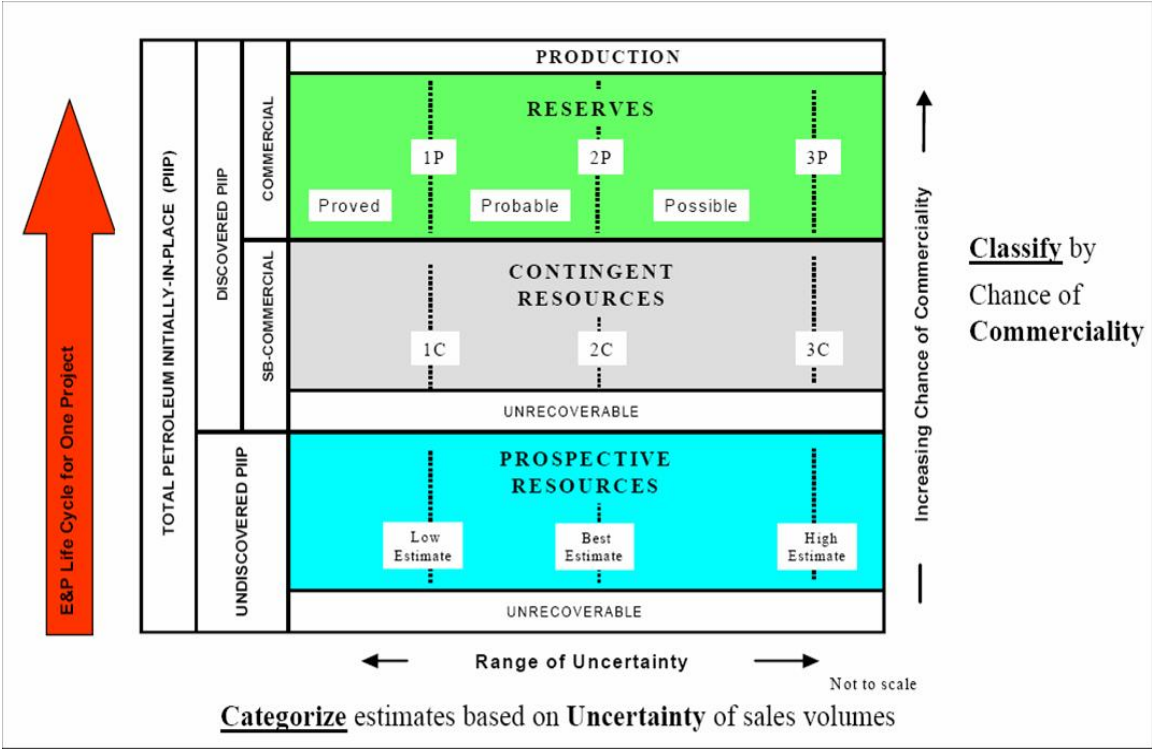 PRODUCTION
RESERVES
1P
2P
3P
Proved
Probable
Possible
CONTINGENT
RESOURCES
1C
2C
3C
UNRECOVERABLE
PROSPECTIVE
RESOURCES
Low
Estimate
Best
Estimate
High
Estimate
UNRECOVERABLE
E&P Life Cycle for One Project
TOTAL PETROLEUM INITIALLY-IN-PLACE (PIIP)
DISCOVERED PIIP
UNDISCOVERED PIIP
COMMERCIAL
SB-COMMERCIAL
Increasing Chance of Commerciality
Classify by
Chance of
Commerciality
Range of Uncertainty
Not to scale
Categorize estimates based on Uncertainty of sales volumes